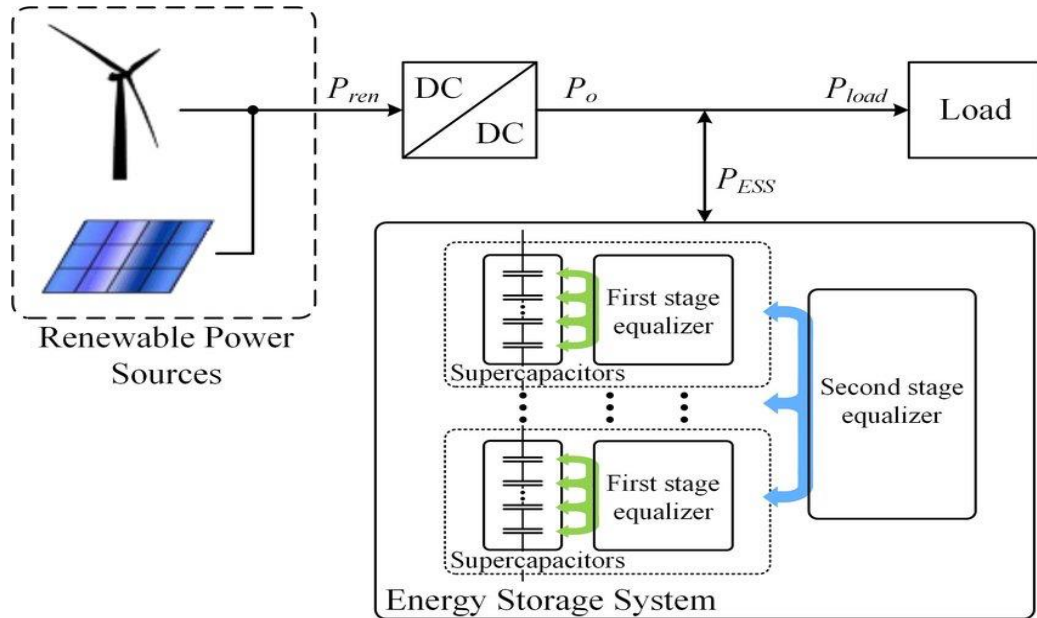 P_ren
DC
DC
P_o
P_load
Load
P_ESS
Renewable Power
Sources
First stage
equalizer
Supercapacitors
Second stage
equalizer
First stage
equalizer
Supercapacitors
Energy Storage System